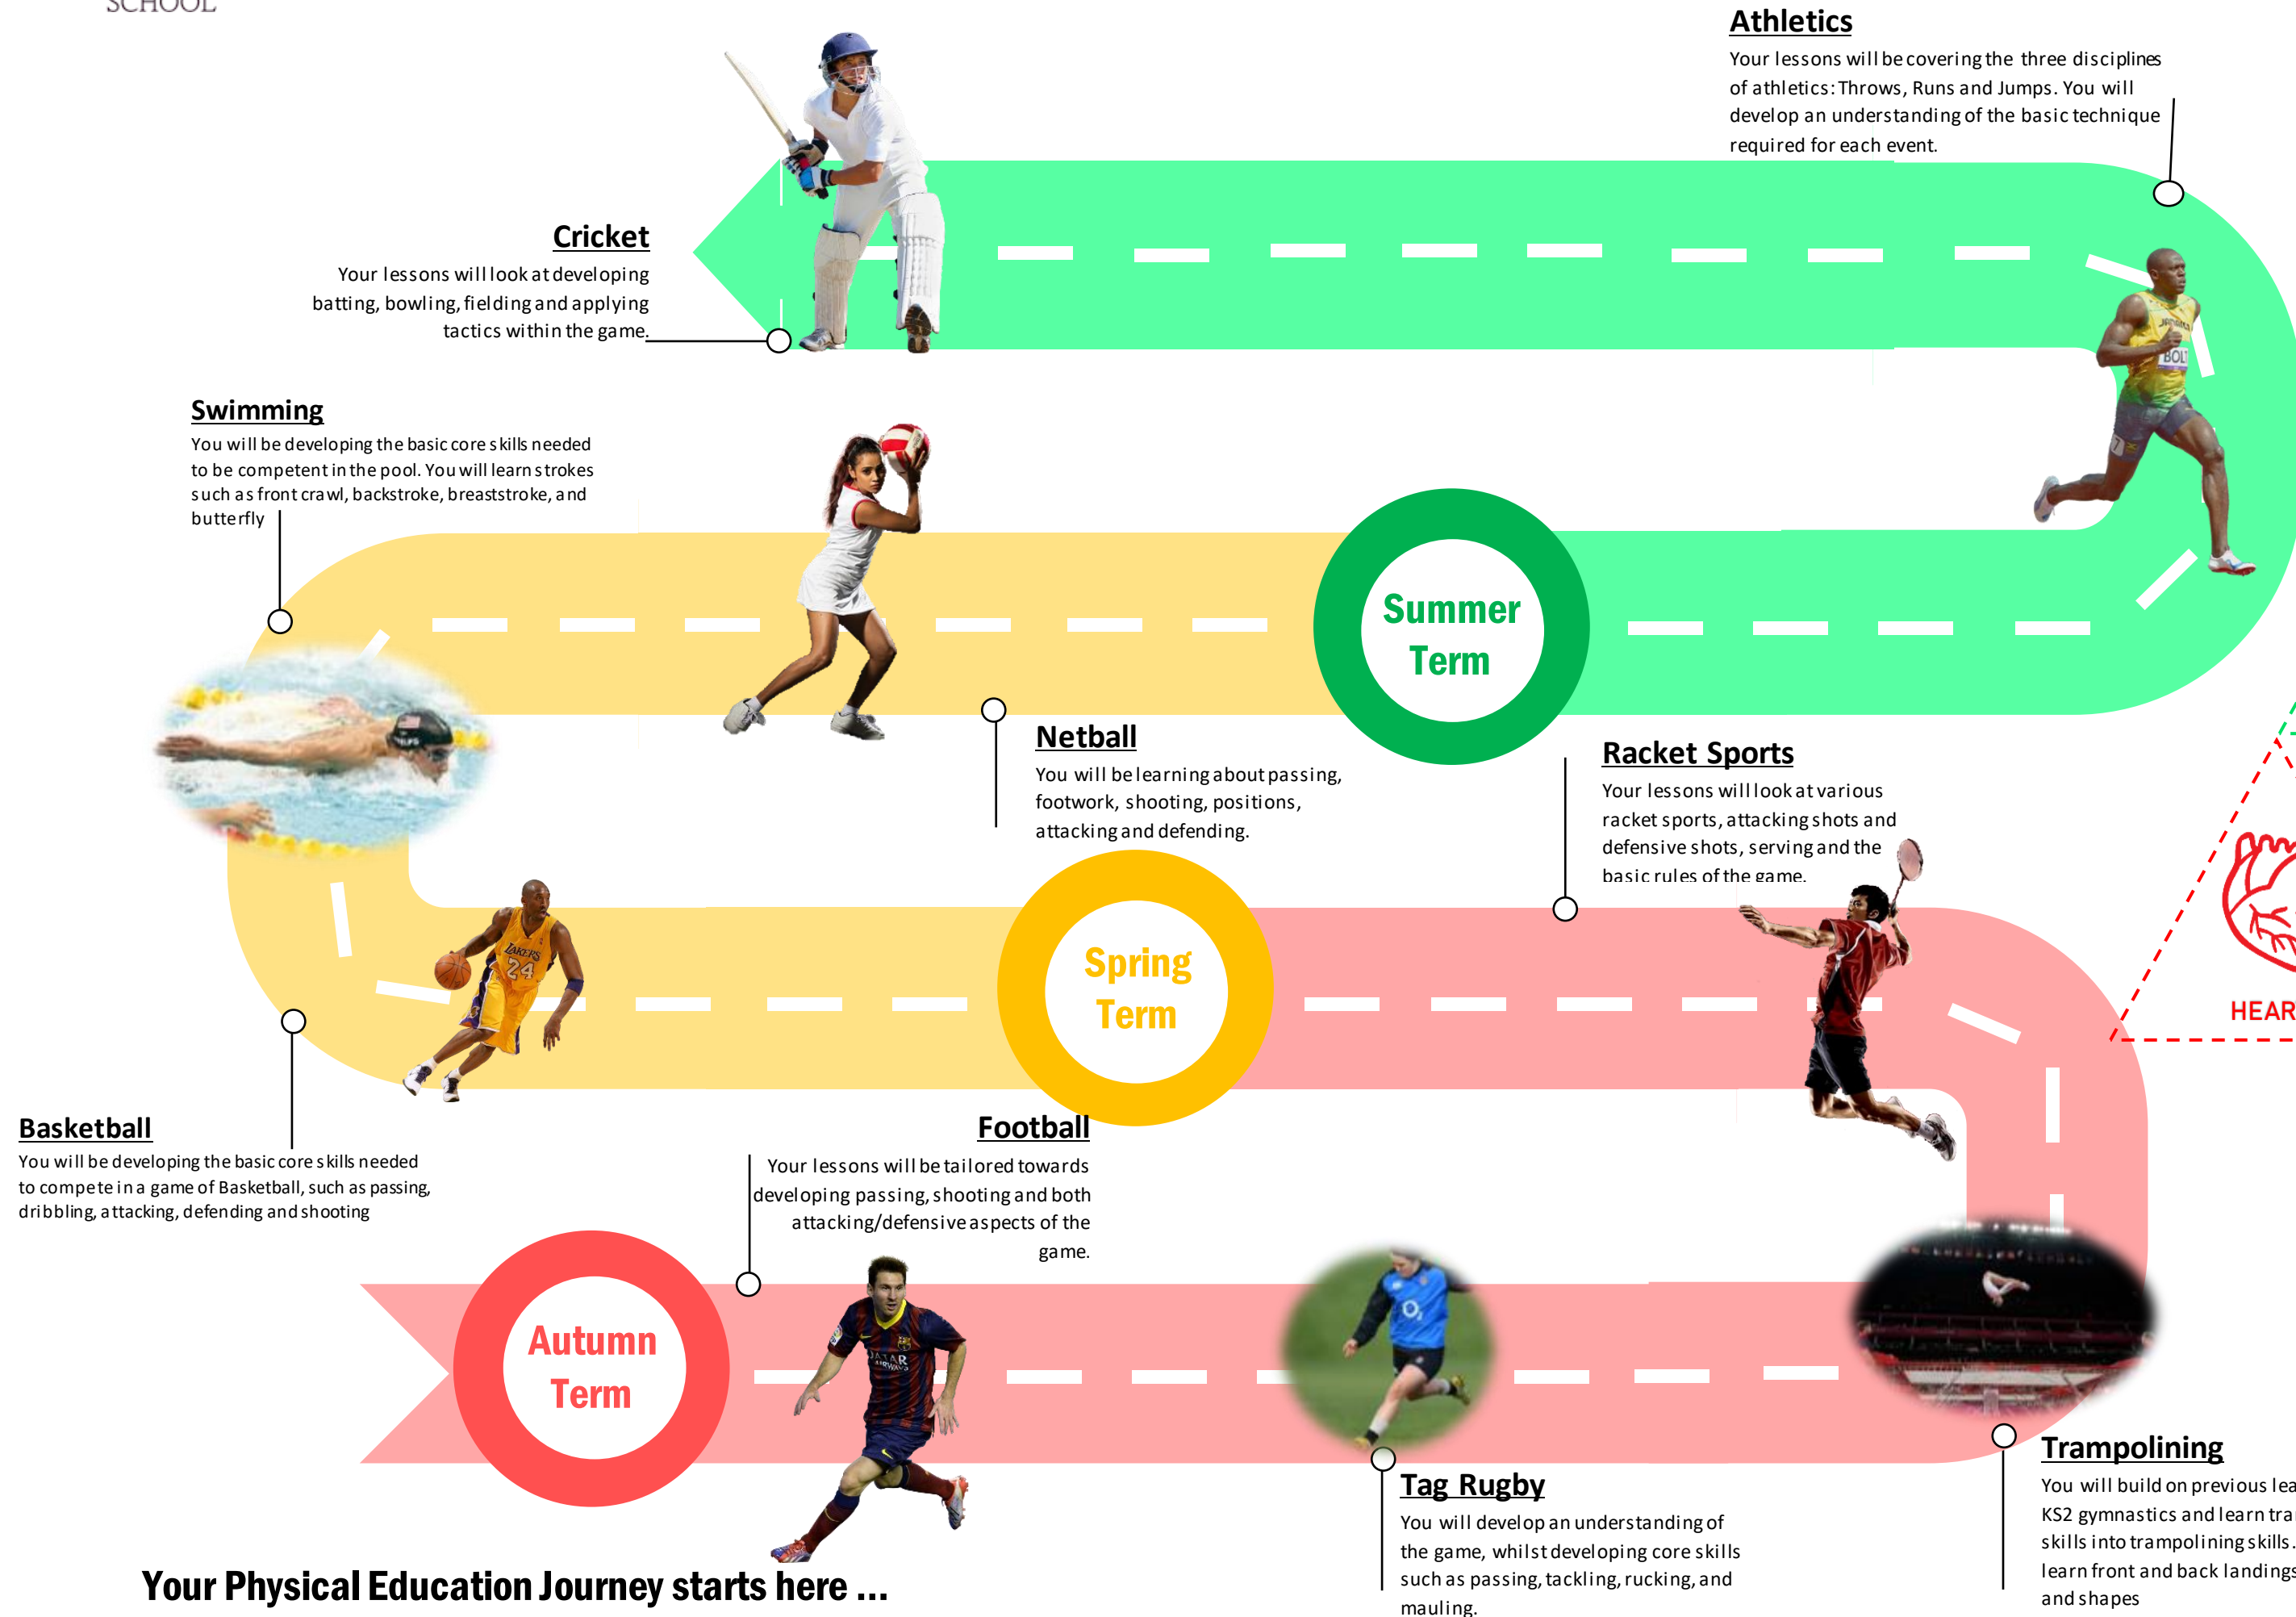 SCHOOL
Athletics
Your lessons will be covering the three disciplines
of athletics: Throws, Runs and Jumps. You will
develop an understanding of the basic technique
required for each event.
Cricket
Your lessons will look at developing
batting, bowling, fielding and applying
tactics within the game.
Swimming
You will be developing the basic core skills needed
to be competent in the pool. You will learn strokes
such as front crawl, backstroke, breaststroke, and
butterfly
JAMAICA
BOLT
7
Summer
Term
Netball
You will be learning about passing,
footwork, shooting, positions,
attacking and defending.
Racket Sports
Your lessons will look at various
racket sports, attacking shots and
defensive shots, serving and the
basic rules of the game.
LAKERS
24
Spring
Term
HEAR
Basketball
You will be developing the basic core skills needed
to compete in a game of Basketball, such as passing,
dribbling, attacking, defending and shooting
Football
Your lessons will be tailored towards
developing passing, shooting and both
attacking/defensive aspects of the
game.
Autumn
Term
QATAR
AIRWAYS
O2
Trampolining
You will build on previous lea
KS2 gymnastics and learn tra
skills into trampolining skills.
learn front and back landings
and shapes
Tag Rugby
You will develop an understanding of
the game, whilst developing core skills
such as passing, tackling, rucking, and
mauling.
Your Physical Education Journey starts here ...